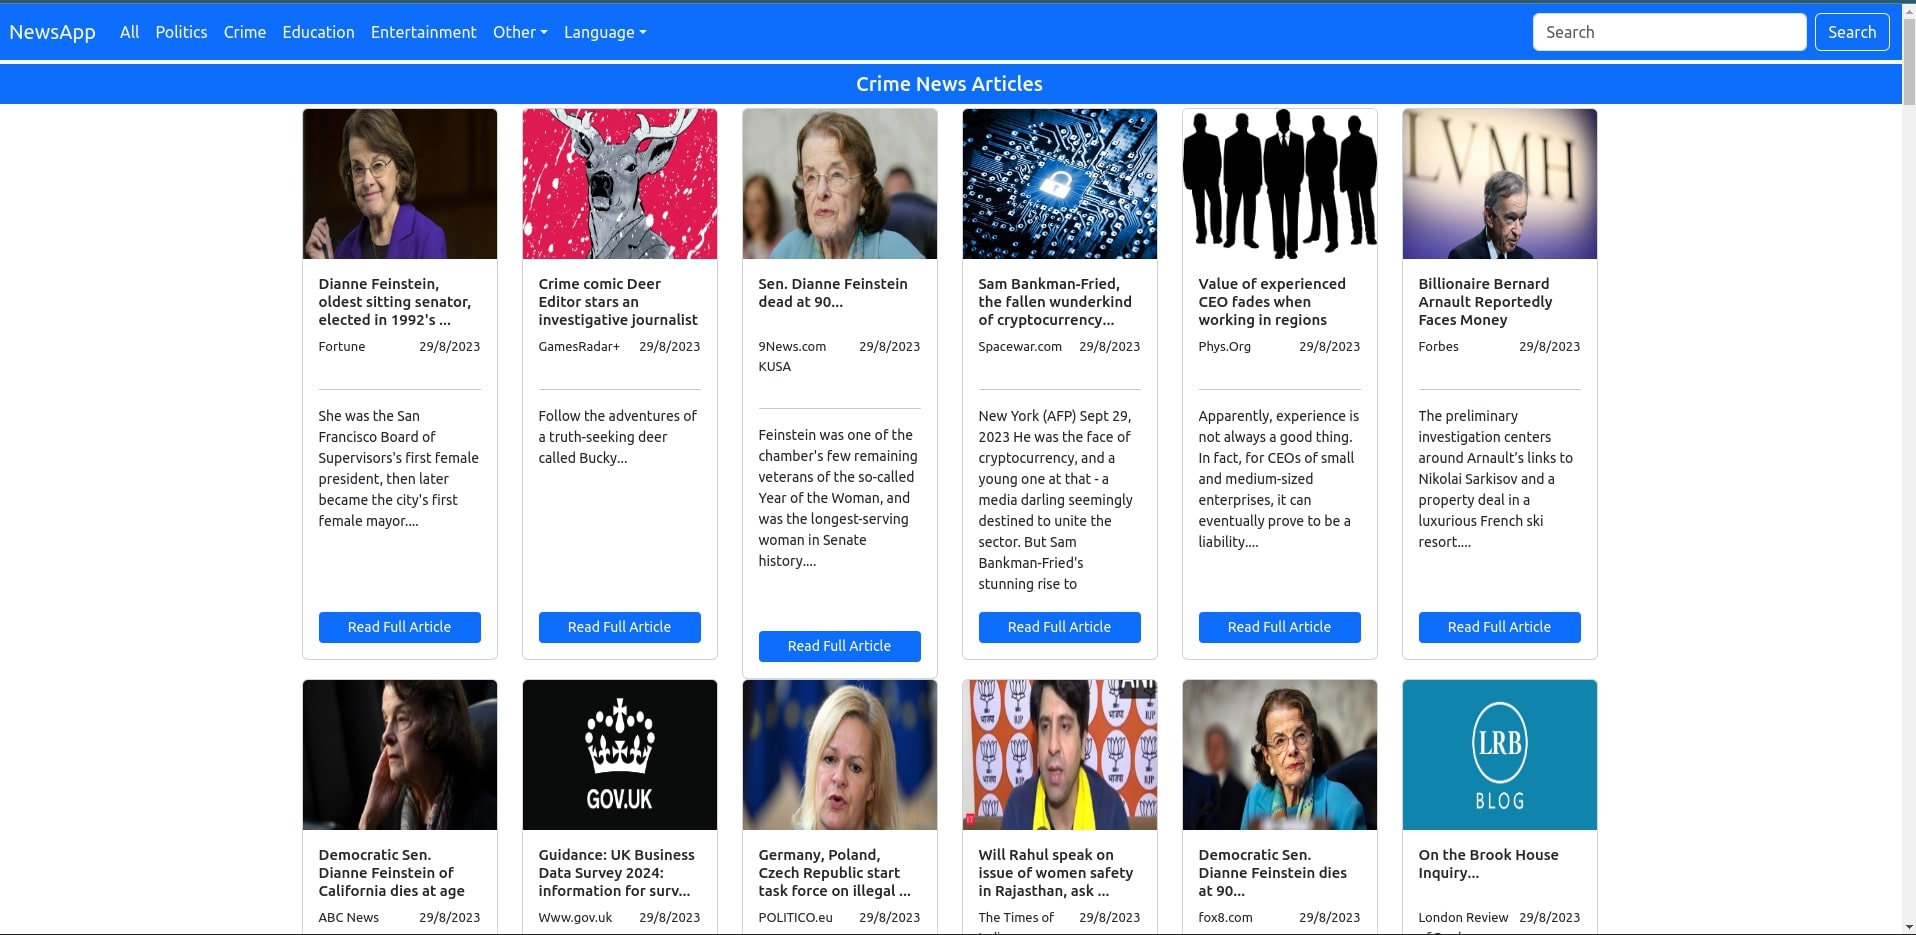 NewsApp All Politics Crime Education Entertainment Other Language Search Search
Crime News Articles
LVMH
Dianne Feinstein,
oldest sitting senator,
elected in 1992's ...
Fortune 29/8/2023
She was the San
Francisco Board of
Supervisors's first female
president, then later
became the city's first
female mayor....
Read Full Article
Crime comic Deer
Editor stars an
investigative journalist
GamesRadar+ 29/8/2023
Follow the adventures of
a truth-seeking deer
called Bucky...
Read Full Article
Sen. Dianne Feinstein
dead at 90...
9News.com 29/8/2023
KUSA
Feinstein was one of the
chamber's few remaining
veterans of the so-called
Year of the Woman, and
was the longest-serving
woman in Senate
history....
Read Full Article
Sam Bankman-Fried,
the fallen wunderkind
of cryptocurrency...
Spacewar.com 29/8/2023
New York (AFP) Sept 29,
2023 He was the face of
cryptocurrency, and a
young one at that - a
media darling seemingly
destined to unite the
sector. But Sam
Bankman-Fried's
stunning rise to
Read Full Article
Value of experienced
CEO fades when
working in regions
Phys.Org 29/8/2023
Apparently, experience is
not always a good thing.
In fact, for CEOs of small
and medium-sized
enterprises, it can
eventually prove to be a
liability....
Read Full Article
Billionaire Bernard
Arnault Reportedly
Faces Money
Forbes 29/8/2023
The preliminary
investigation centers
around Arnault’s links to
Nikolai Sarkisov and a
property deal in a
luxurious French ski
resort....
Read Full Article
Democratic Sen.
Dianne Feinstein of
California dies at age
ABC News 29/8/2023
GOV.UK
Guidance: UK Business
Data Survey 2024:
information for surv...
Www.gov.uk 29/8/2023
Germany, Poland,
Czech Republic start
task force on illegal ...
POLITICO.eu 29/8/2023
भाजपा
BJP
Will Rahul speak on
issue of women safety
in Rajasthan, ask ...
The Times of 29/8/2023
Democratic Sen.
Dianne Feinstein dies
at 90...
fox8.com 29/8/2023
LRB
BLOG
On the Brook House
Inquiry...
London Review 29/8/2023